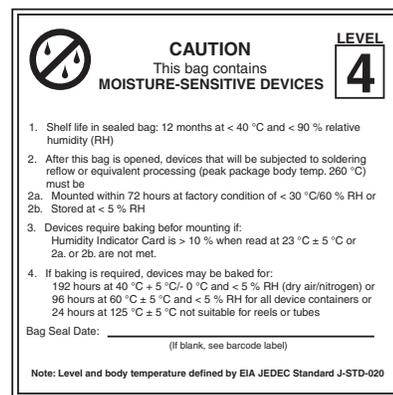 CAUTION
This bag contains
MOISTURE-SENSITIVE DEVICES
LEVEL
4
1. Shelf life in sealed bag: 12 months at < 40 °C and < 90 % relative
humidity (RH)
2. After this bag is opened, devices that will be subjected to soldering
reflow or equivalent processing (peak package body temp. 260 °C)
must be
2a. Mounted within 72 hours at factory condition of < 30 °C/60 % RH or
2b. Stored at < 5 % RH
3. Devices require baking befor mounting if:
Humidity Indicator Card is > 10 % when read at 23 °C ± 5 °C or
2a. or 2b. are not met.
4. If baking is required, devices may be baked for:
192 hours at 40 °C + 5 °C/- 0 °C and < 5 % RH (dry air/nitrogen) or
96 hours at 60 °C ± 5 °C and < 5 % RH for all device containers or
24 hours at 125 °C ± 5 °C not suitable for reels or tubes
Bag Seal Date:
(If blank, see barcode label)
Note: Level and body temperature defined by EIA JEDEC Standard J-STD-020